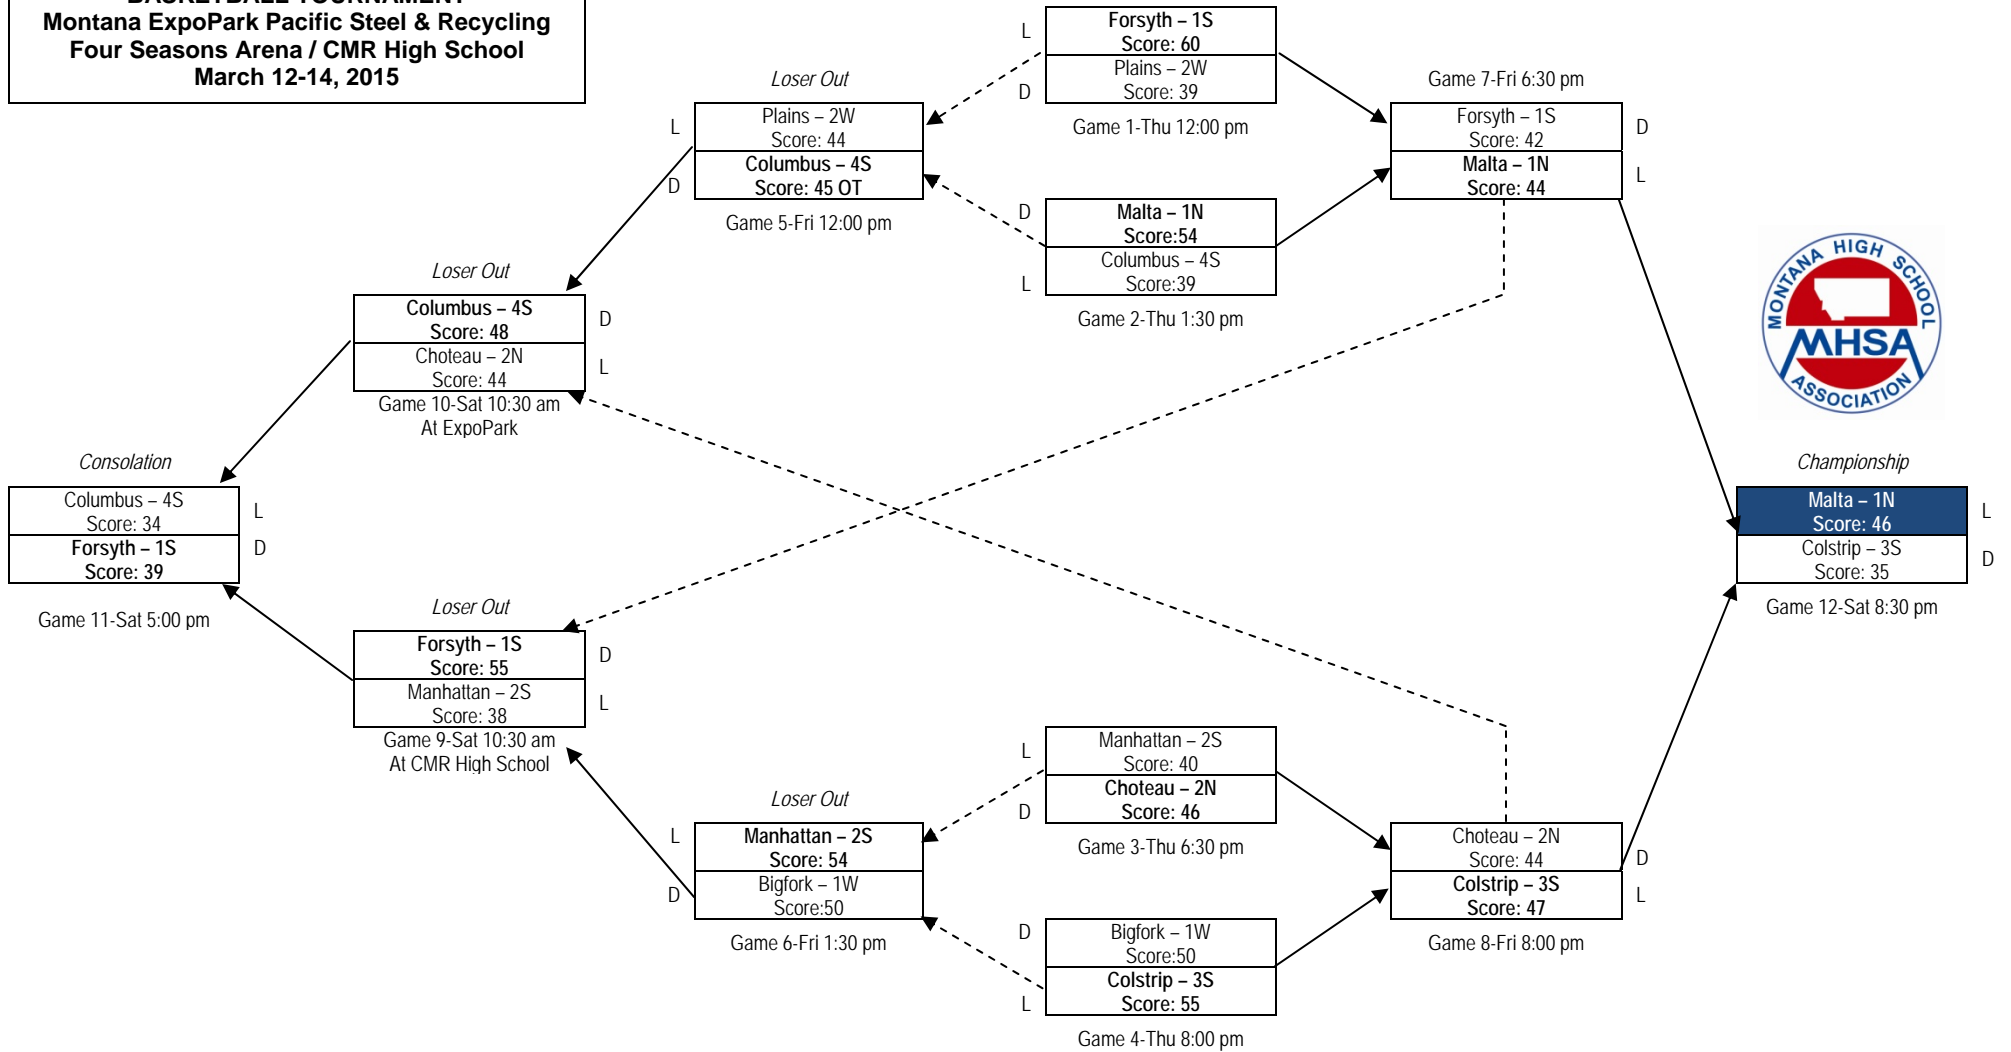 BASKETBALL TOURNAMENT
Montana ExpoPark Pacific Steel & Recycling
Four Seasons Arena / CMR High School
March 12-14, 2015
L
Forsyth – 1S
Score: 60
D
Plains – 2W
Score: 39
Game 1-Thu 12:00 pm
Loser Out
L
Plains – 2W
Score: 44
D
Columbus – 4S
Score: 45 OT
Game 5-Fri 12:00 pm
Game 7-Fri 6:30 pm
Forsyth – 1S
Score: 42
D
Malta – 1N
Score: 44
L
D
Malta – 1N
Score:54
L
Columbus – 4S
Score:39
Game 2-Thu 1:30 pm
Loser Out
Columbus – 4S
Score: 48
D
Choteau – 2N
Score: 44
L
Game 10-Sat 10:30 am
At ExpoPark
MONTANA HIGH SCHOOL
MHSA
ASSOCIATION
Consolation
Columbus – 4S
Score: 34
L
Forsyth – 1S
Score: 39
D
Game 11-Sat 5:00 pm
Championship
Malta – 1N
Score: 46
L
Colstrip – 3S
Score: 35
D
Game 12-Sat 8:30 pm
Loser Out
Forsyth – 1S
Score: 55
D
Manhattan – 2S
Score: 38
L
Game 9-Sat 10:30 am
At CMR High School
L
Manhattan – 2S
Score: 40
D
Choteau – 2N
Score: 46
Game 3-Thu 6:30 pm
Loser Out
L
Manhattan – 2S
Score: 54
D
Bigfork – 1W
Score:50
Game 6-Fri 1:30 pm
Choteau – 2N
Score: 44
D
Colstrip – 3S
Score: 47
L
Game 8-Fri 8:00 pm
D
Bigfork – 1W
Score:50
L
Colstrip – 3S
Score: 55
Game 4-Thu 8:00 pm